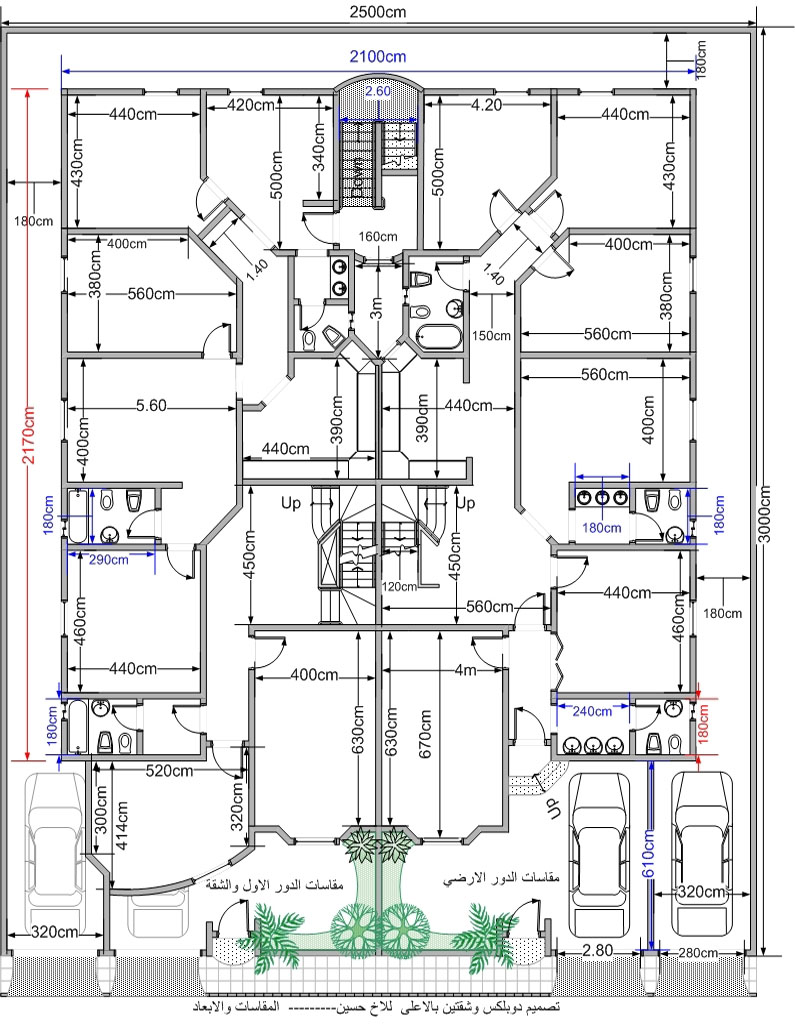 2500cm
2100cm
180cm
2.60
440cm
420cm
4.20
440cm
430cm
500cm
340cm
Down
500cm
430cm
180cm
160cm
400cm
400cm
1.40
1.40
380cm
560cm
3m
150cm
380cm
560cm
560cm
5.60
400cm
390cm
440cm
390cm
400cm
440cm
2170cm
3000cm
180cm
Up
Up
180cm
180cm
290cm
450cm
120cm
450cm
560cm
440cm
180cm
460cm
460cm
440cm
400cm
4m
630cm
630cm
670cm
180cm
240cm
180cm
520cm
300cm
414cm
320cm
UP
610cm
320cm
مقاسات الدور الاول والشقة
مقاسات الدور الارضي
320cm
2.80
280cm
تصميم دوبلكس وشقتين بالاعلى للاخ حسين--------- المقاسات والابعاد